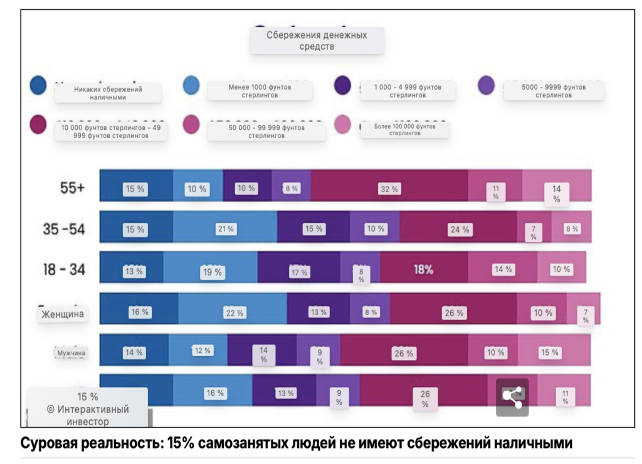 Сбережения денежных
средств
Никаких сбережений
наличными
Менее 1000 фунтов
стерлингов
1 000 - 4 999 фунтов
стерлингов
5000 - 9999 фунтов
стерлингов
10 000 фунтов стерлингов - 49
999 фунтов стерлингов
50 000 - 99 999 фунтов
стерлингов
Более 100 000 фунтов
стерлингов
55+ 15 % 10 % 10 % 8 % 32 % 11 % 14 %
35 -54 15 % 21 % 15 % 10 % 24 % 7 % 8 %
18 - 34 13 % 19 % 17 % 8 % 18% 14 % 10 %
Женщина 16 % 22 % 13 % 8 % 26 % 10 % 7 %
Мужчина 14 % 12 % 14 % 9 % 26 % 10 % 15 %
16 % 13 % 9 % 26 % 11 %
15 %
© Интерактивный
инвестор
Суровая реальность: 15% самозанятых людей не имеют сбережений наличными